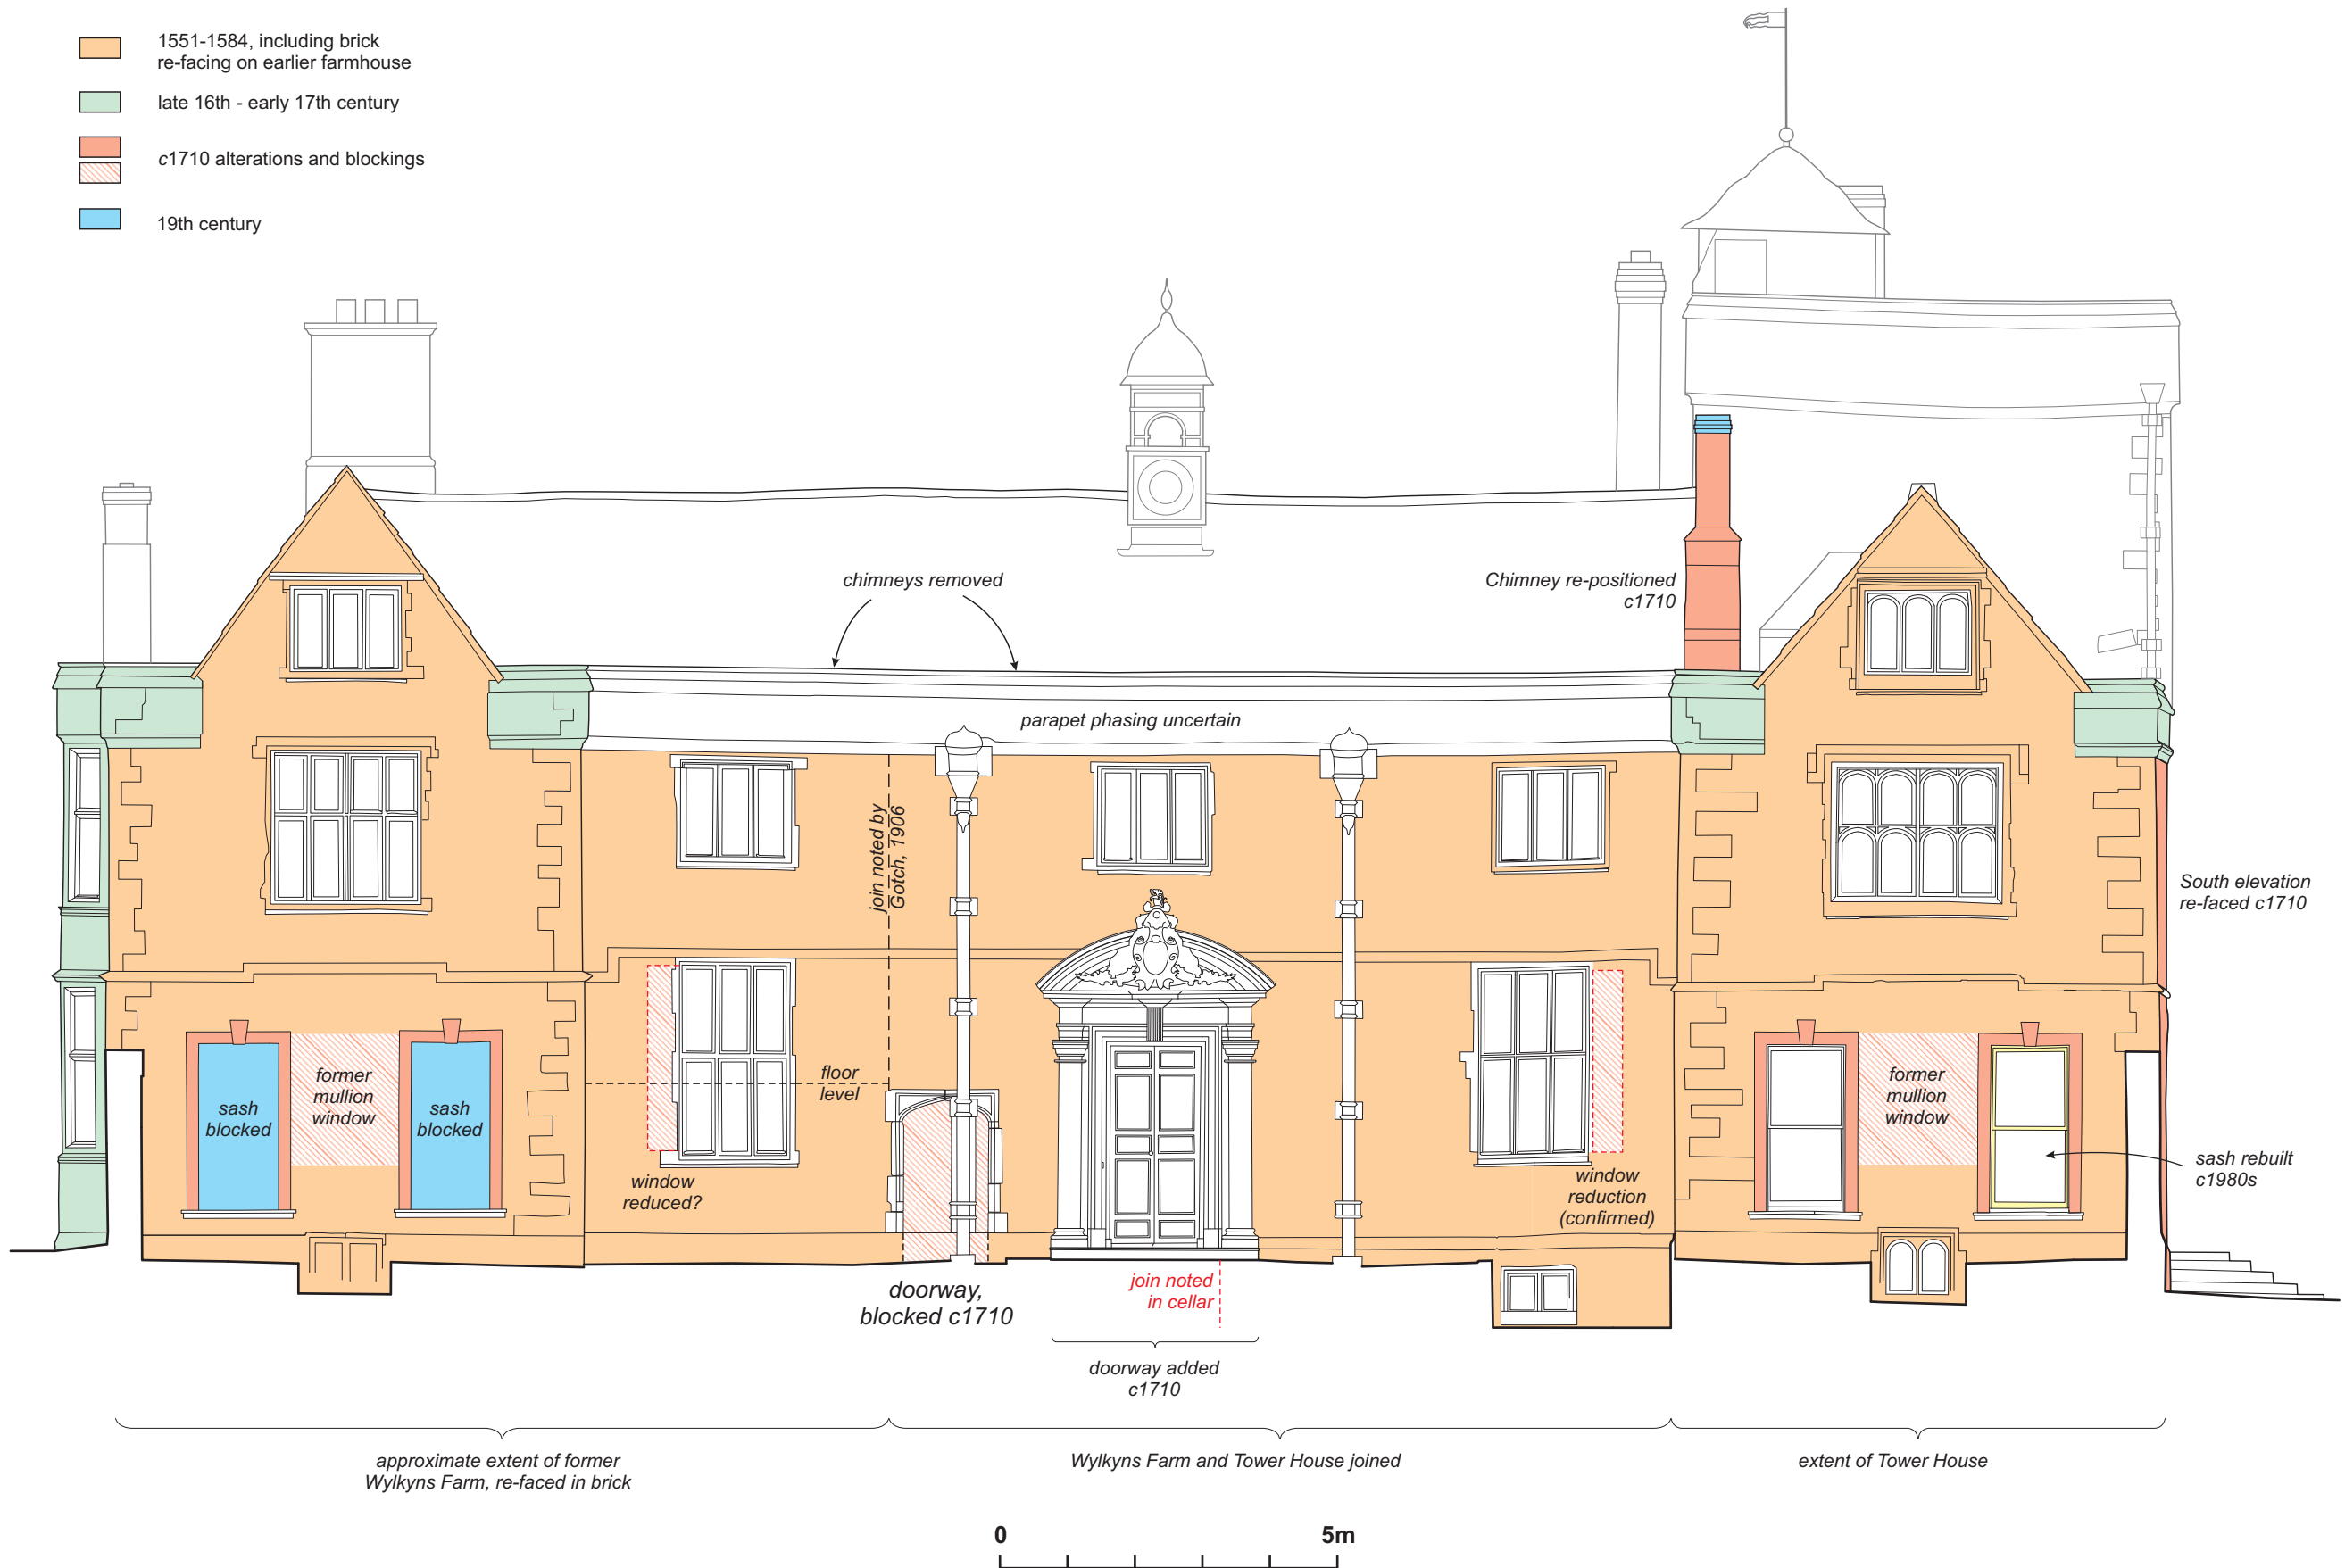 1551-1584, including brick
re-facing on earlier farmhouse
late 16th - early 17th century
c1710 alterations and blockings
19th century
chimneys removed
Chimney re-positioned
c1710
parapet phasing uncertain
join noted by
Gotch, 1906
South elevation
re-faced c1710
sash
blocked
former
mullion
window
sash
blocked
floor
level
former
mullion
window
window
reduced?
window
reduction
(confirmed)
sash rebuilt
c1980s
doorway,
blocked c1710
join noted
in cellar
doorway added
c1710
approximate extent of former
Wylkyns Farm, re-faced in brick
Wylkyns Farm and Tower House joined
extent of Tower House
0 5m